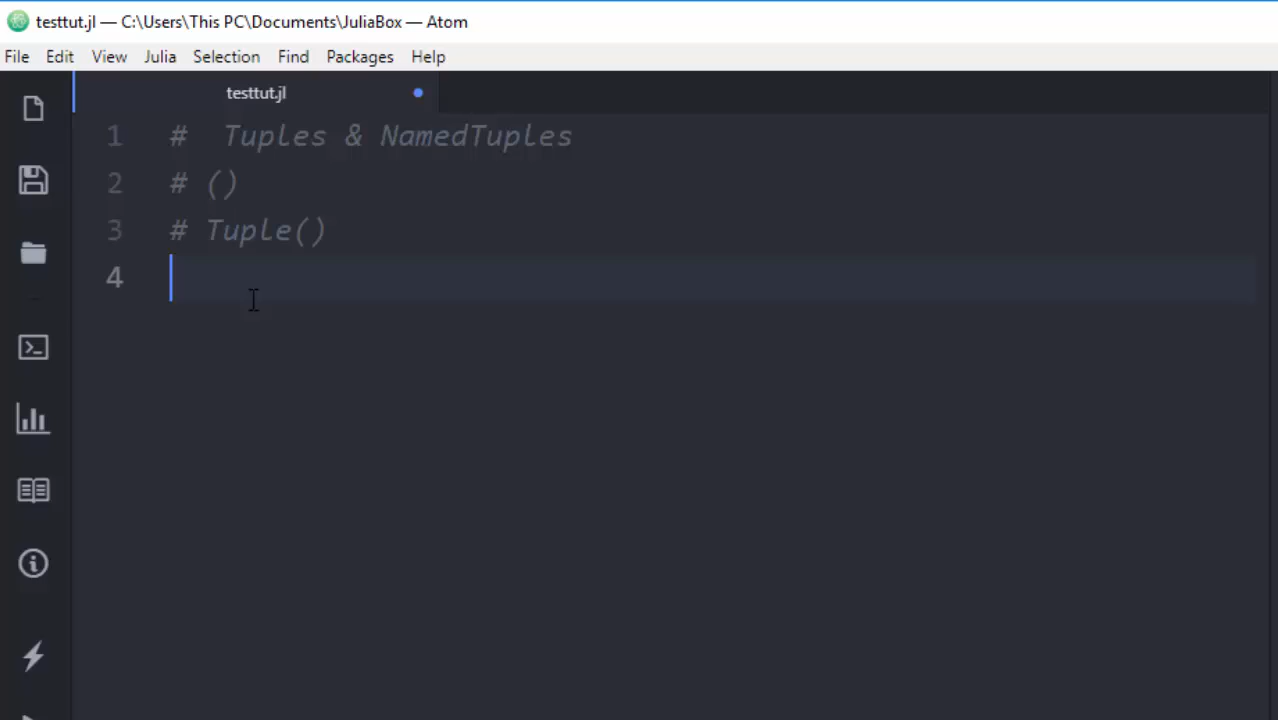 testtut.jl — C:\Users\This PC\Documents\JuliaBox — Atom
File Edit View Julia Selection Find Packages Help
testtut.jl
1 #  Tuples & NamedTuples
2 # ()
3 # Tuple()
4